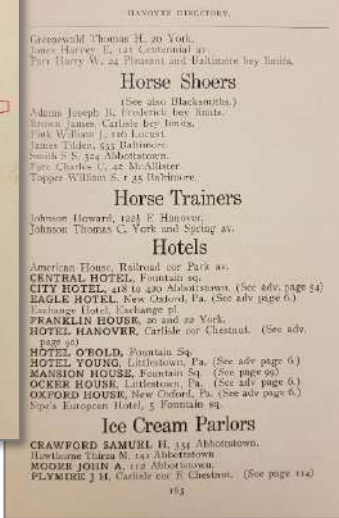 HANOVER DIRECTORY.
Greenewald Thomas H, 20 York.
Jones Harvey E, 121 Centennial av.
Parr Harry W, 24 Pleasant and Baltimore bey limits.
Horse Shoers
(See also Blacksmiths.)
Adams Joseph B, Frederick bey limits.
Brown James, Carlisle bey limits.
Fink William J, 116 Locust.
James Tilden, 533 Baltimore.
Smith S S, 324 Abbottstown.
Charles U, 42 McAllister.
Topper William S, r 35 Baltimore.
Horse Trainers
Johnson Howard, 122½ E Hanover.
Johnson Thomas C, York and Spring av.
Hotels
American House, Railroad cor Park av.
CENTRAL HOTEL, Fountain sq.
CITY HOTEL, 418 to 420 Abbottstown. (See adv. page 54)
EAGLE HOTEL, New Oxford, Pa. (See adv page 6.)
Exchange Hotel, Exchange pl.
FRANKLIN HOUSE, 20 and 22 York.
HOTEL HANOVER, Carlisle cor Chestnut. (See adv.
page 90)
HOTEL O'BOLD, Fountain Sq.
HOTEL YOUNG, Littlestown, Pa. (See adv page 6.)
MANSION HOUSE, Fountain Sq. (See page 99)
OCKER HOUSE, Littlestown, Pa. (See adv page 6.)
OXFORD HOUSE, New Oxford, Pa. (See adv page 6.)
Sipe's European Hotel, 5 Fountain sq.
Ice Cream Parlors
CRAWFORD SAMUEL H, 334 Abbottstown.
Hawthorne Thirza M, 141 Abbottstown
MOORE JOHN A, 112 Abbottstown.
PLYMIRE J H, Carlisle cor E Chestnut. (See page 114)
165